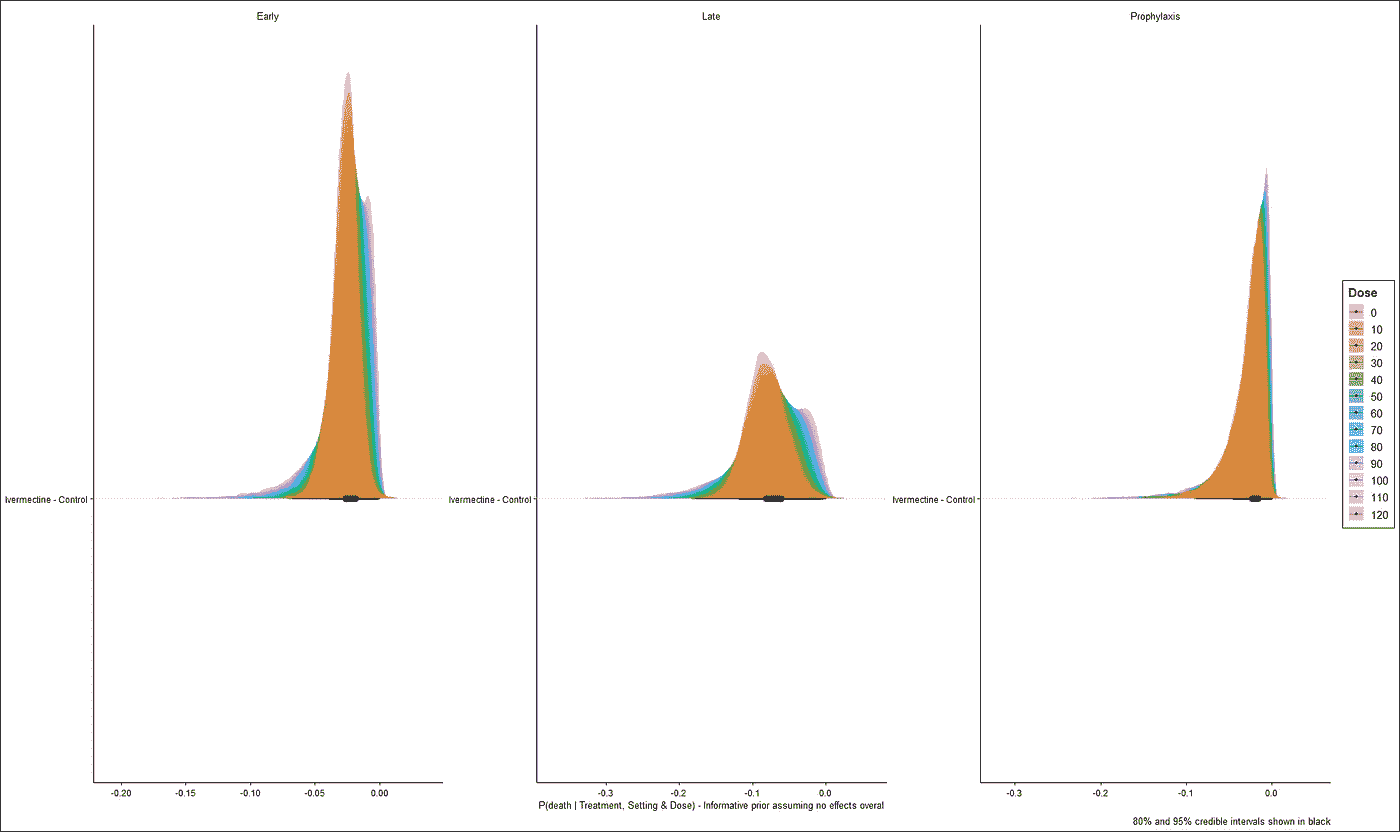 Early
Late
Prophylaxis
Ivermectine - Control
Ivermectine - Control
Ivermectine - Control
Dose
0
10
20
30
40
50
60
70
80
90
100
110
120
-0.20 -0.15 -0.10 -0.05 0.00
-0.3 -0.2 -0.1 0.0
-0.3 -0.2 -0.1 0.0
P(death | Treatment, Setting & Dose) - Informative prior assuming no effects overal
80% and 95% credible intervals shown in black